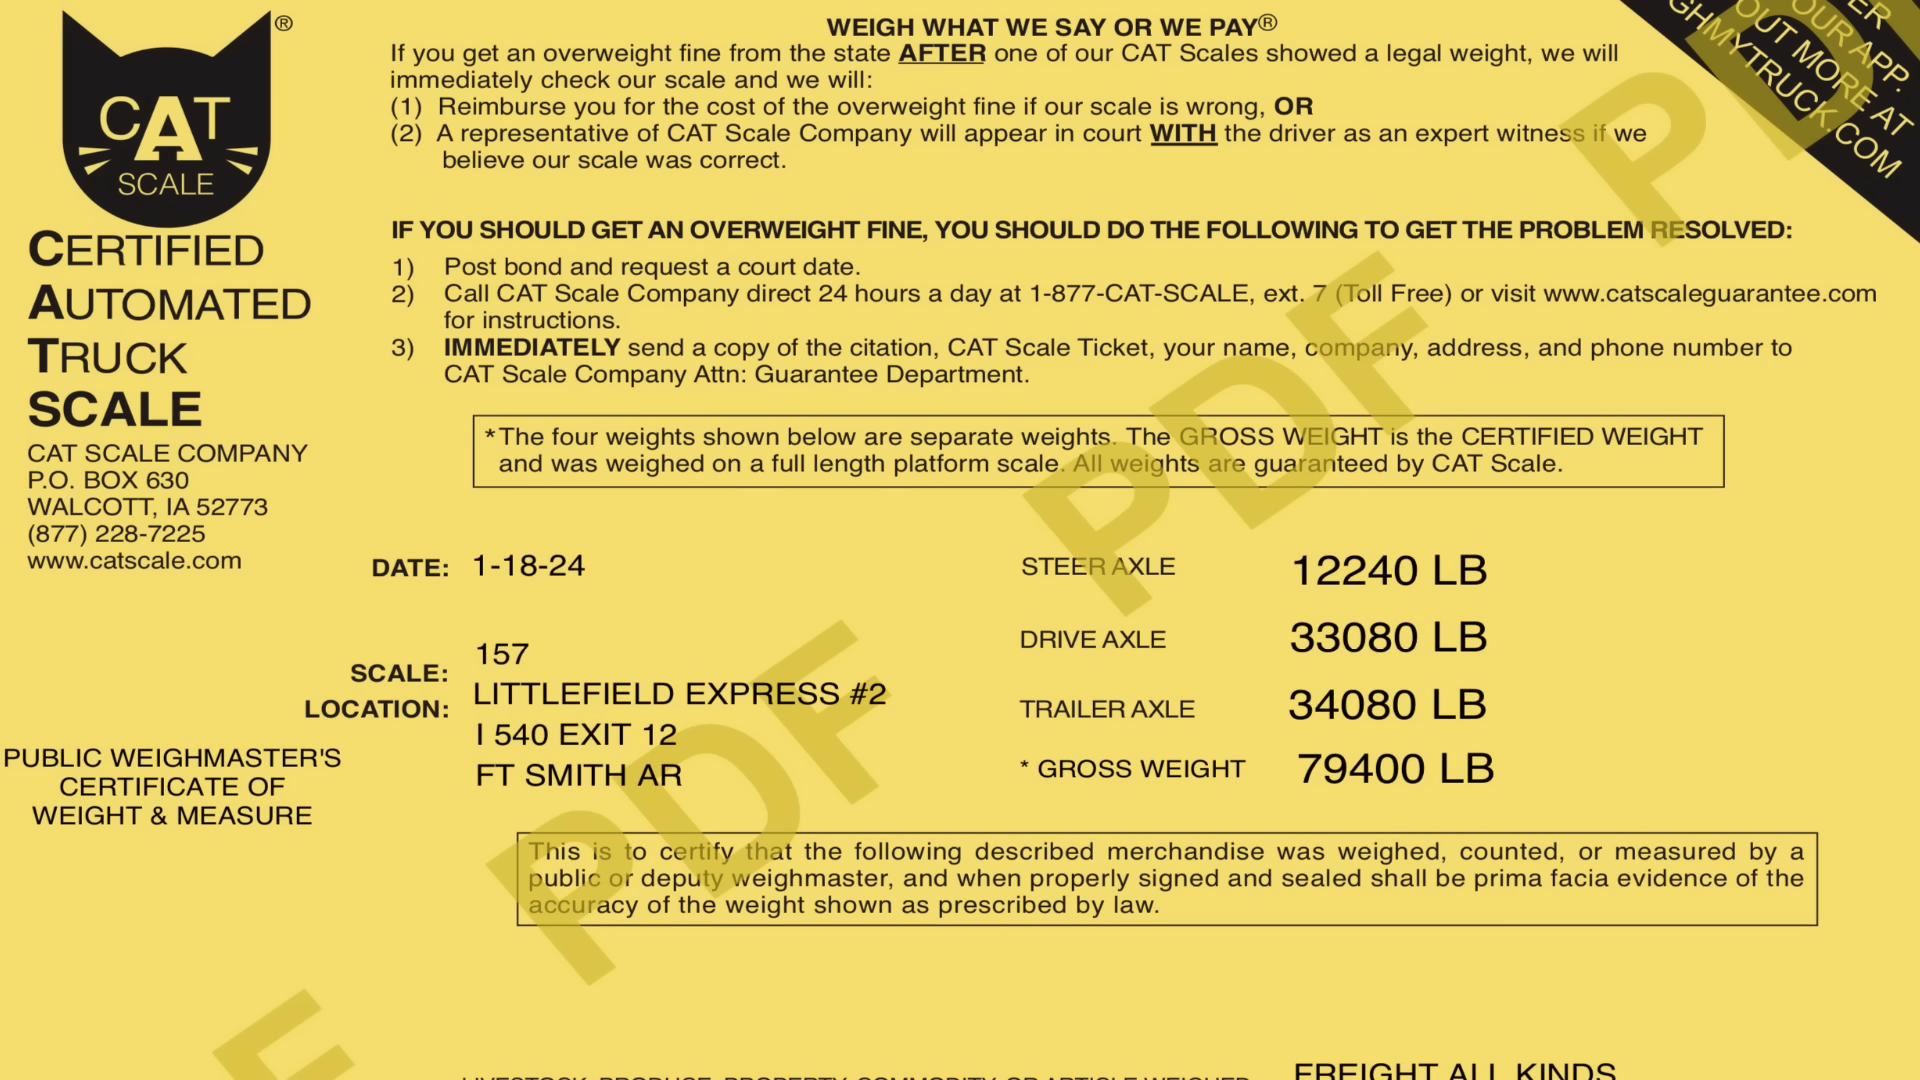 CAT
SCALE
®
CERTIFIED
AUTOMATED
TRUCK
SCALE
CAT SCALE COMPANY
P.O. BOX 630
WALCOTT, IA 52773
(877) 228-7225
www.catscale.com
PUBLIC WEIGHMASTER'S
CERTIFICATE OF
WEIGHT & MEASURE
WEIGH WHAT WE SAY OR WE PAY®
If you get an overweight fine from the state AFTER one of our CAT Scales showed a legal weight, we will
immediately check our scale and we will:
(1) Reimburse you for the cost of the overweight fine if our scale is wrong, OR
(2) A representative of CAT Scale Company will appear in court WITH the driver as an expert witness if we
believe our scale was correct.
OUR APP.
OUT MORE AT
GHMYTRUCK.COM
IF YOU SHOULD GET AN OVERWEIGHT FINE, YOU SHOULD DO THE FOLLOWING TO GET THE PROBLEM RESOLVED:
1) Post bond and request a court date.
2) Call CAT Scale Company direct 24 hours a day at 1-877-CAT-SCALE, ext. 7 (Toll Free) or visit www.catscaleguarantee.com
for instructions.
3) IMMEDIATELY send a copy of the citation, CAT Scale Ticket, your name, company, address, and phone number to
CAT Scale Company Attn: Guarantee Department.
*The four weights shown below are separate weights. The GROSS WEIGHT is the CERTIFIED WEIGHT
and was weighed on a full length platform scale. All weights are guaranteed by CAT Scale.
DATE: 1-18-24
SCALE: 157
LOCATION: LITTLEFIELD EXPRESS #2
I 540 EXIT 12
FT SMITH AR
STEER AXLE 12240 LB
DRIVE AXLE 33080 LB
TRAILER AXLE 34080 LB
* GROSS WEIGHT 79400 LB
This is to certify that the following described merchandise was weighed, counted, or measured by a
public or deputy weighmaster, and when properly signed and sealed shall be prima facia evidence of the
accuracy of the weight shown as prescribed by law.
LIVESTOCK, PRODUCE, PROPERTY, COMMODITY, OR ARTICLE WEIGHED
FREIGHT ALL KINDS
PDF
PDF